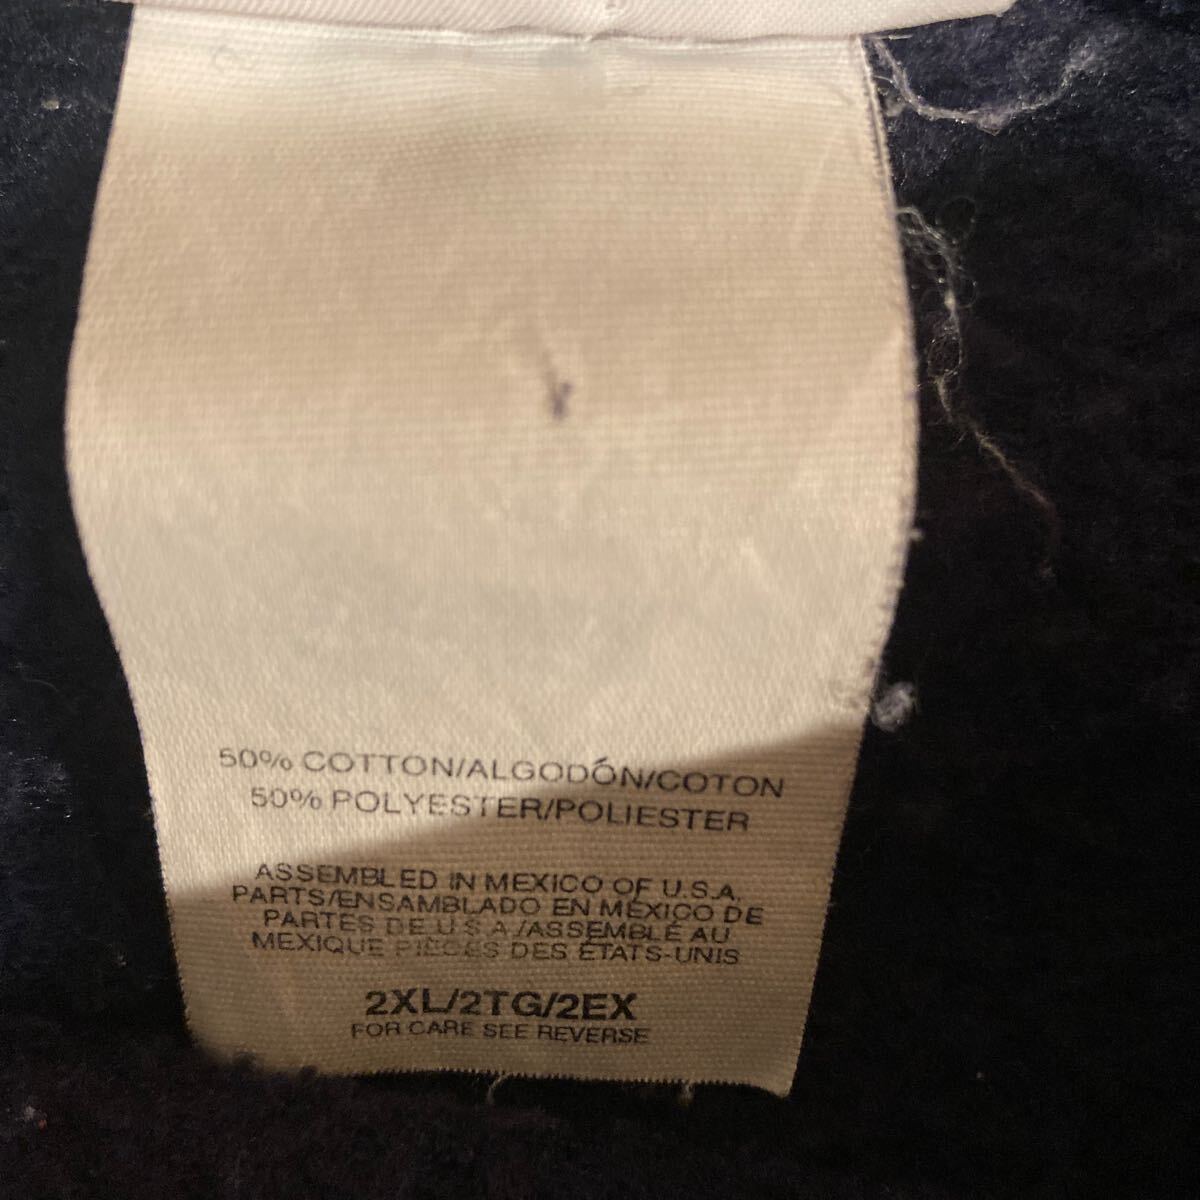 50% COTTON/ALGODÓN/COTON
50% POLYESTER/POLIESTER
ASSEMBLED IN MEXICO OF U.S.A.
PARTS/ENSAMBLADO EN MÉXICO DE
PARTES DE U.S.A./ASSEMBLÉ AU
MEXIQUE PIÈCES DES ÉTATS-UNIS
2XL/2TG/2EX
FOR CARE SEE REVERSE